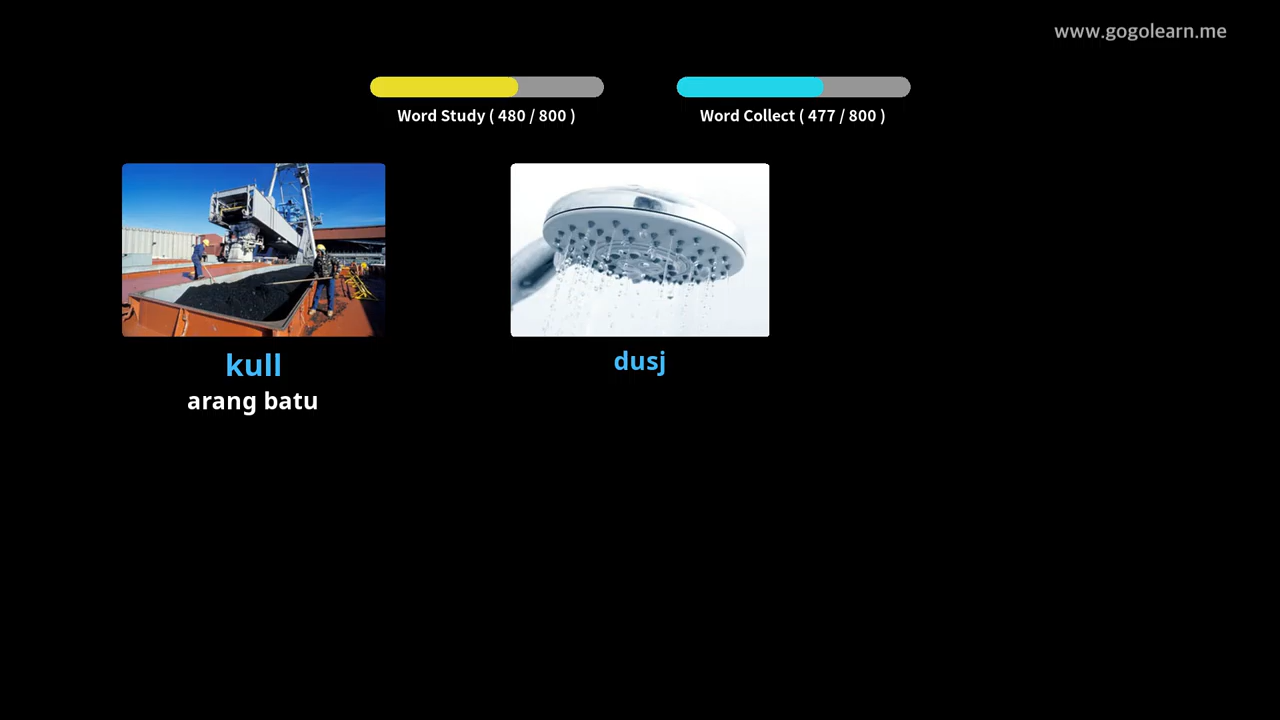 www.gogolearn.me
Word Study ( 480 / 800 )
Word Collect ( 477 / 800 )
kull
arang batu
dusj